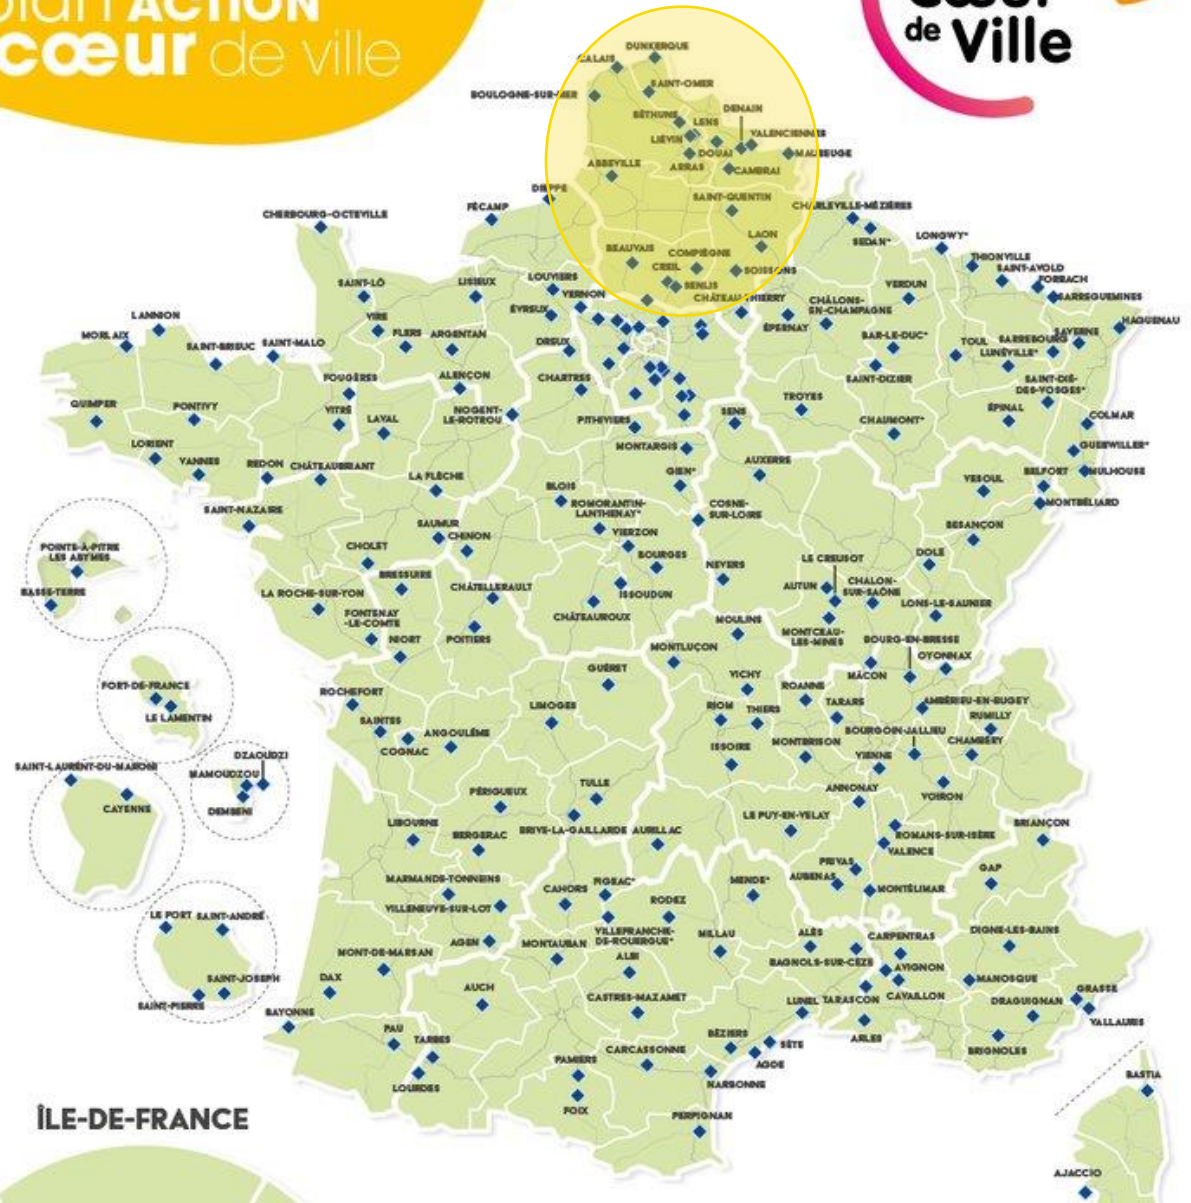 plan ACTION
cœur de ville
Cœur
de Ville
DUNKERQUE
CALAIS
SAINT-OMER
BOULOGNE-SUR-MER
DENAIN
BÉTHUNE
LENS
VALENCIENNES
LIÉVIN
DOUAI
MAUBEUGE
ARRAS
CAMBRAI
ABBEVILLE
DIEPPE
SAINT-QUENTIN
FÉCAMP
CHARLEVILLE-MÉZIÈRES
CHERBOURG-OCTEVILLE
LAON
SEDAN*
LONGWY*
BEAUVAIS
COMPIÈGNE
THIONVILLE
CREIL
SOISSONS
SAINT-AVOLD
LOUVIERS
FORBACH
SAINT-LÔ
LISIEUX
SENLIS
VERDUN
VERNON
CHÂTEAU-THIERRY
CHÂLONS-
EN-CHAMPAGNE
SARREGUEMINES
ÉVREUX
LANNION
VIRE
ÉPERNAY
HAGUENAU
MORLAIX
FLERS
ARGENTAN
BAR-LE-DUC*
SAVERNE
SAINT-BRIEUC
SAINT-MALO
DREUX
TOUL
SARREBOURG
LUNÉVILLE*
FOUGÈRES
ALENÇON
CHARTRES
SAINT-DIZIER
SAINT-DIÉ-
DES-VOSGES*
TROYES
QUIMPER
PONTIVY
VITRÉ
LAVAL
NOGENT-
LE-ROTROU
PITHIVIERS
SENS
CHAUMONT*
ÉPINAL
COLMAR
LORIENT
MONTARGIS
GUEBWILLER*
VANNES
REDON
CHÂTEAUBRIANT
LA FLÈCHE
GIEN*
AUXERRE
BELFORT
MULHOUSE
BLOIS
VESOUL
SAINT-NAZAIRE
ROMORANTIN-
LANTHENAY*
COSNE-
SUR-LOIRE
MONTBÉLIARD
SAUMUR
CHINON
VIERZON
BESANÇON
POINTE-À-PITRE
LES ABYMES
CHOLET
BOURGES
LE CREUSOT
DOLE
BASSE-TERRE
BRESSUIRE
CHÂTELLERAULT
NEVERS
AUTUN
CHALON-
SUR-SAÔNE
LA ROCHE-SUR-YON
ISSOUDUN
LONS-LE-SAUNIER
FONTENAY
-LE-COMTE
CHÂTEAUROUX
MOULINS
NIORT
POITIERS
MONTCEAU-
LES-MINES
BOURG-EN-BRESSE
MONTLUÇON
OYONNAX
GUÉRET
MÂCON
FORT-DE-FRANCE
VICHY
ROANNE
ROCHEFORT
LE LAMENTIN
LIMOGES
RIOM
THIERS
TARARE
AMBÉRIEU-EN-BUGEY
SAINTES
RUMILLY
COGNAC
ANGOULÊME
BOURGOIN-JALLIEU
ISSOIRE
MONTBRISON
CHAMBÉRY
DZAOUDZI
VIENNE
SAINT-LAURENT-DU-MARONI
MAMOUDZOU
CAYENNE
DEMBENI
PÉRIGUEUX
TULLE
ANNONAY
VOIRON
LIBOURNE
BERGERAC
BRIVE-LA-GAILLARDE
AURILLAC
LE PUY-EN-VELAY
BRIANÇON
ROMANS-SUR-ISÈRE
VALENCE
PRIVAS
MARMANDE-TONNEINS
CAHORS
FIGEAC*
MENDE*
AUBENAS
GAP
VILLENEUVE-SUR-LOT
RODEZ
MONTÉLIMAR
LE PORT
SAINT-ANDRÉ
AGEN
MONTAUBAN
VILLEFRANCHE-
DE-ROUERGUE*
MILLAU
ALÈS
CARPENTRAS
DIGNE-LES-BAINS
MONT-DE-MARSAN
ALBI
BAGNOLS-SUR-CÈZE
AVIGNON
SAINT-JOSEPH
DAX
AUCH
MANOSQUE
SAINT-PIERRE
CASTRES-MAZAMET
LUNEL
TARASCON
CAVAILLON
DRAGUIGNAN
GRASSE
BAYONNE
VALLAURIS
PAU
TARBES
BÉZIERS
SÈTE
ARLES
PAMIERS
CARCASSONNE
AGDE
BRIGNOLES
LOURDES
NARBONNE
BASTIA
FOIX
PERPIGNAN
ÎLE-DE-FRANCE
AJACCIO